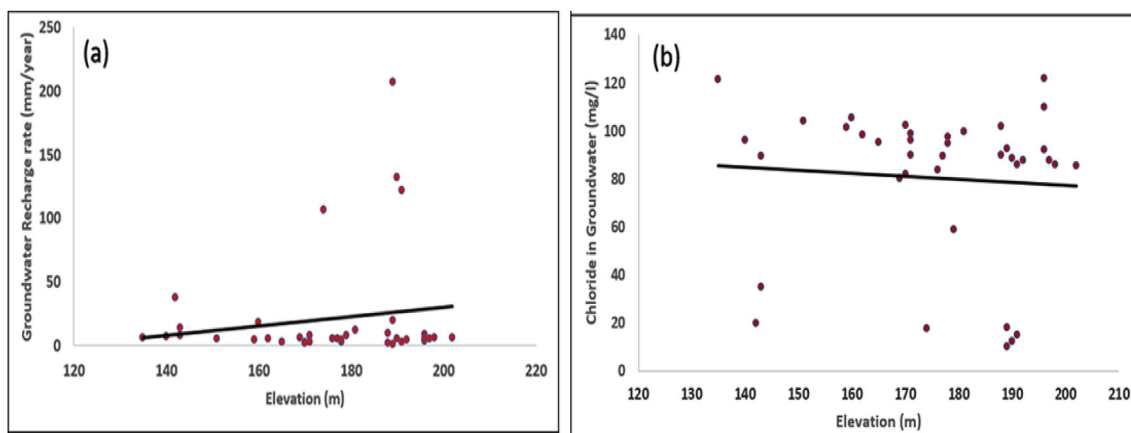 (a)
Groundwater Recharge rate (mm/year)
250
200
150
100
50
0
120 140 160 180 200 220
Elevation (m)
(b)
Chloride in Groundwater (mg/l)
140
120
100
80
60
40
20
0
120 130 140 150 160 170 180 190 200 210
Elevation (m)